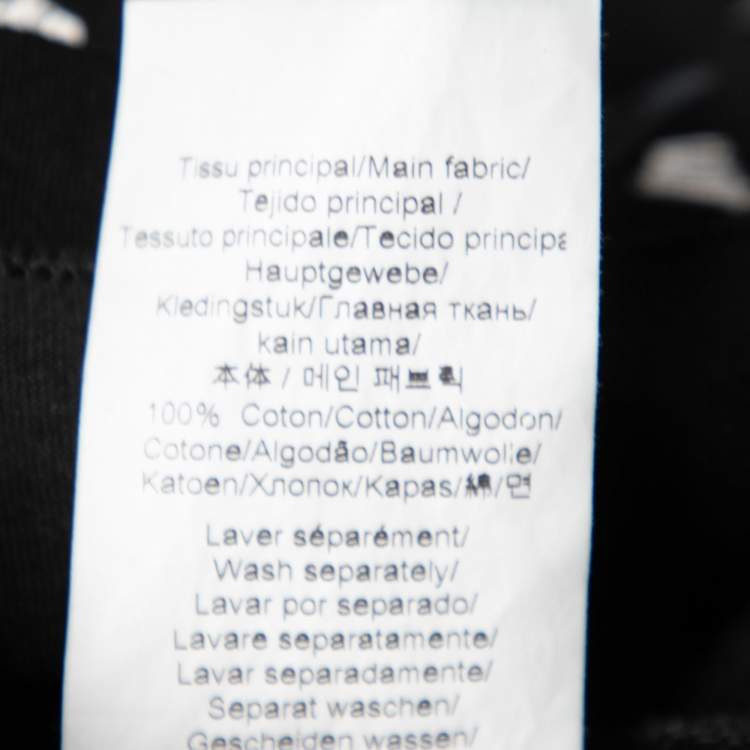 Tissu principal/Main fabric/
Tejido principal /
Tessuto principale/Tecido principa
Hauptgewebe/
Kledingstuk/Главная ткань/
kain utama/
本体 / 메인 패브릭
100% Coton/Cotton/Algodon/
Cotone/Algodão/Baumwolle/
Katoen/Хлопок/Kapas/綿/면
Laver séparément/
Wash separately/
Lavar por separado/
Lavare separatamente/
Lavar separadamente/
Separat waschen/
Gescheiden wassen/